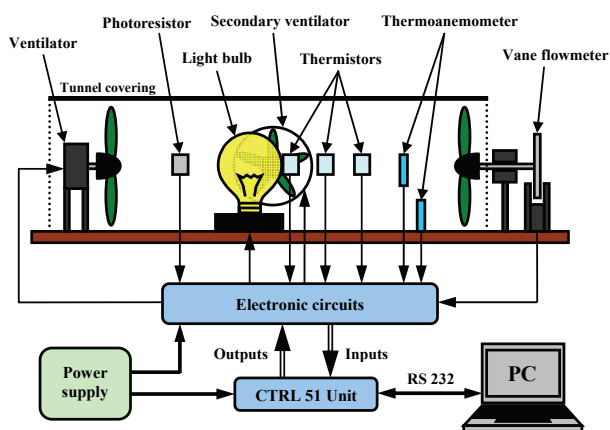 Photoresistor
Secondary ventilator
Thermoanemometer
Ventilator
Light bulb
Thermistors
Vane flowmeter
Tunnel covering
Electronic circuits
Outputs
Inputs
Power
supply
CTRL 51 Unit
RS 232
PC